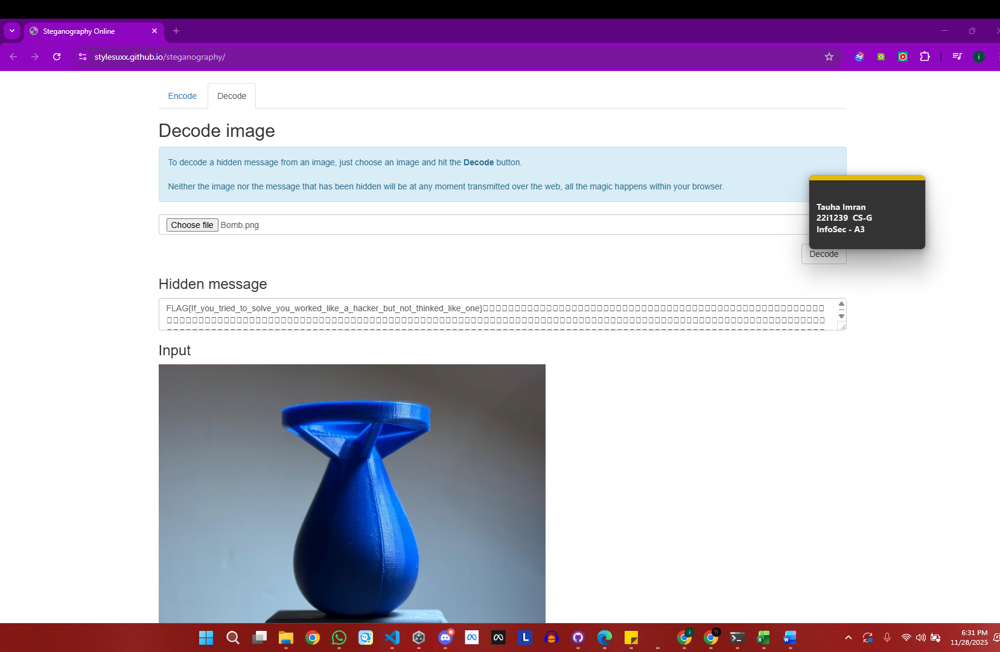 Steganography Online
stylesuxx.github.io/steganography/
i
Encode
Decode
Decode image
To decode a hidden message from an image, just choose an image and hit the Decode button.
Neither the image nor the message that has been hidden will be at any moment transmitted over the web, all the magic happens within your browser.
Tauha Imran
22i1239 CS-G
InfoSec - A3
Choose file Bomb.png
Decode
Hidden message
FLAG{If_you_tried_to_solve_you_worked_like_a_hacker_but_not_thinked_like_one}
Input
L
6:31 PM
11/28/2025